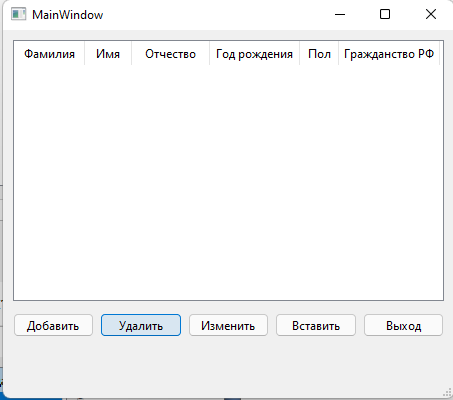 MainWindow
Фамилия Имя Отчество Год рождения Пол Гражданство РФ
Добавить Удалить Изменить Вставить Выход